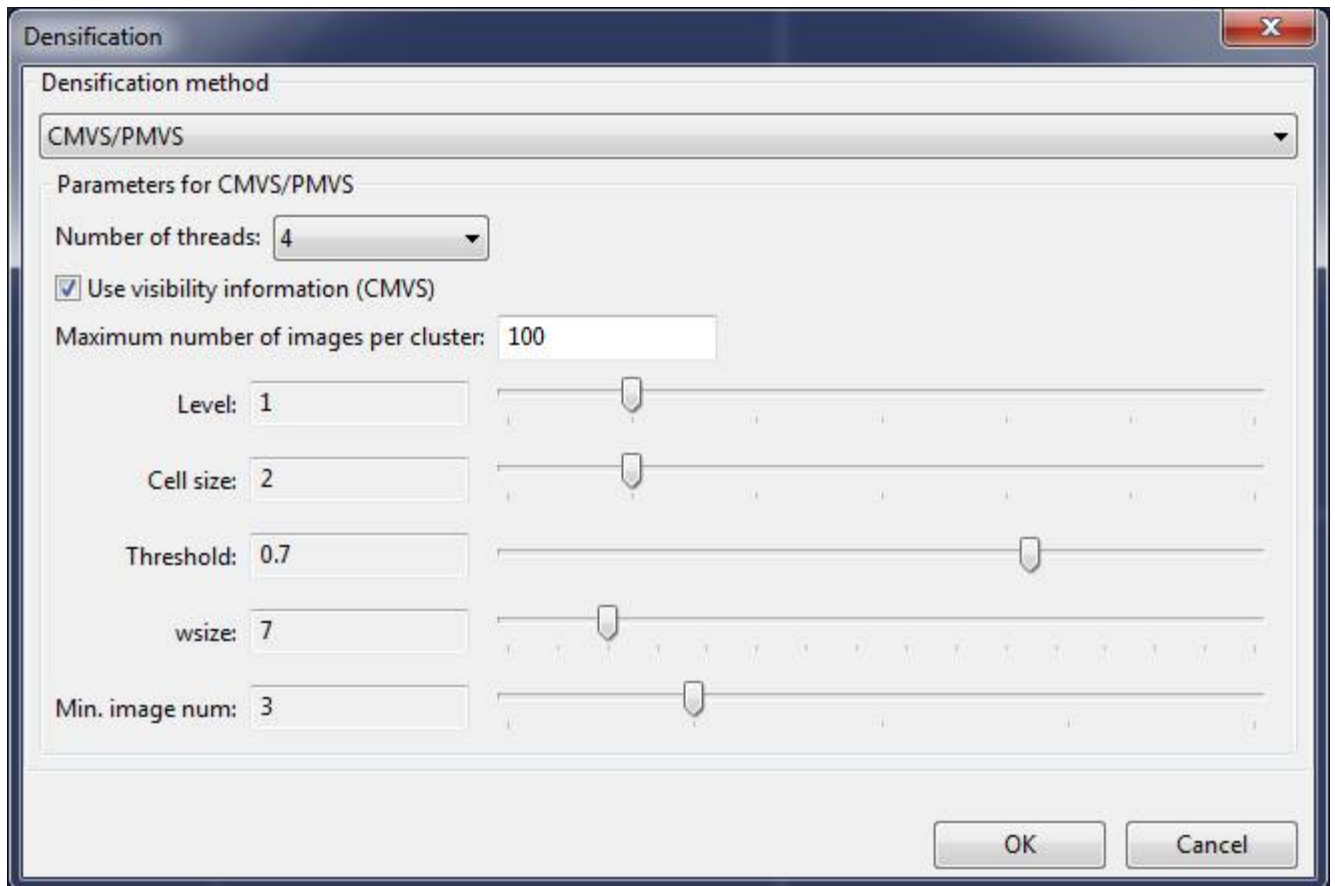 Densification
Densification method
CMVS/PMVS
Parameters for CMVS/PMVS
Number of threads: 4
Use visibility information (CMVS)
Maximum number of images per cluster: 100
Level: 1
Cell size: 2
Threshold: 0.7
wsize: 7
Min. image num: 3
OK Cancel